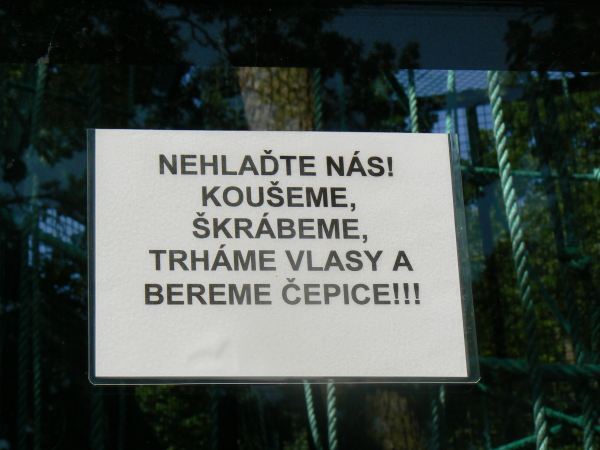 NEHLAĎTE NÁS!
KOUŠEME,
ŠKRÁBEME,
TRHÁME VLASY A
BEREME ČEPICE!!!